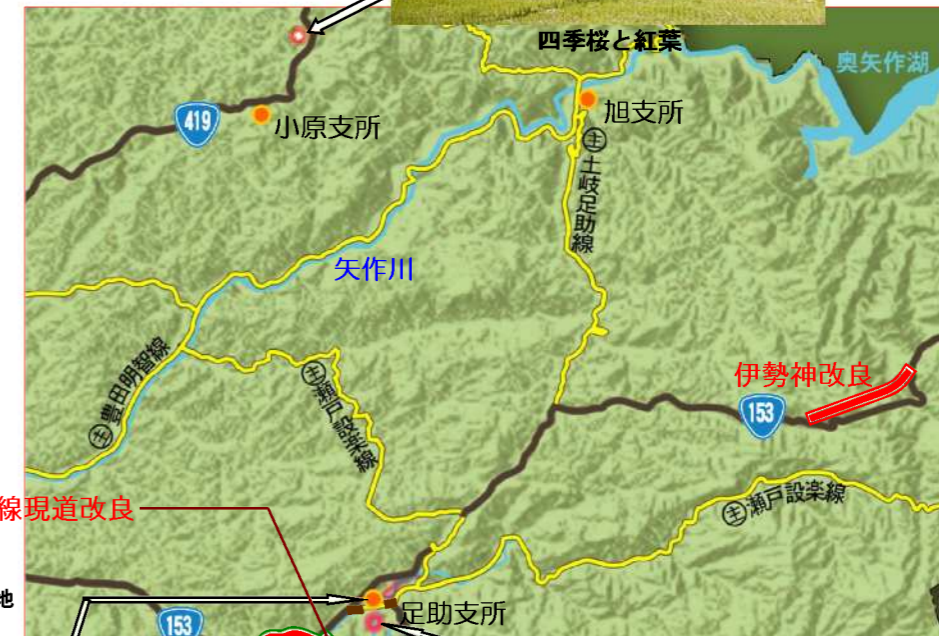 四季桜と紅葉
奥矢作湖
419
小原支所
旭支所
主 土岐足助線
矢作川
主 豊田明智線
主 瀬戸設楽線
伊勢神改良
153
主 瀬戸設楽線
線現道改良
地
足助支所
153